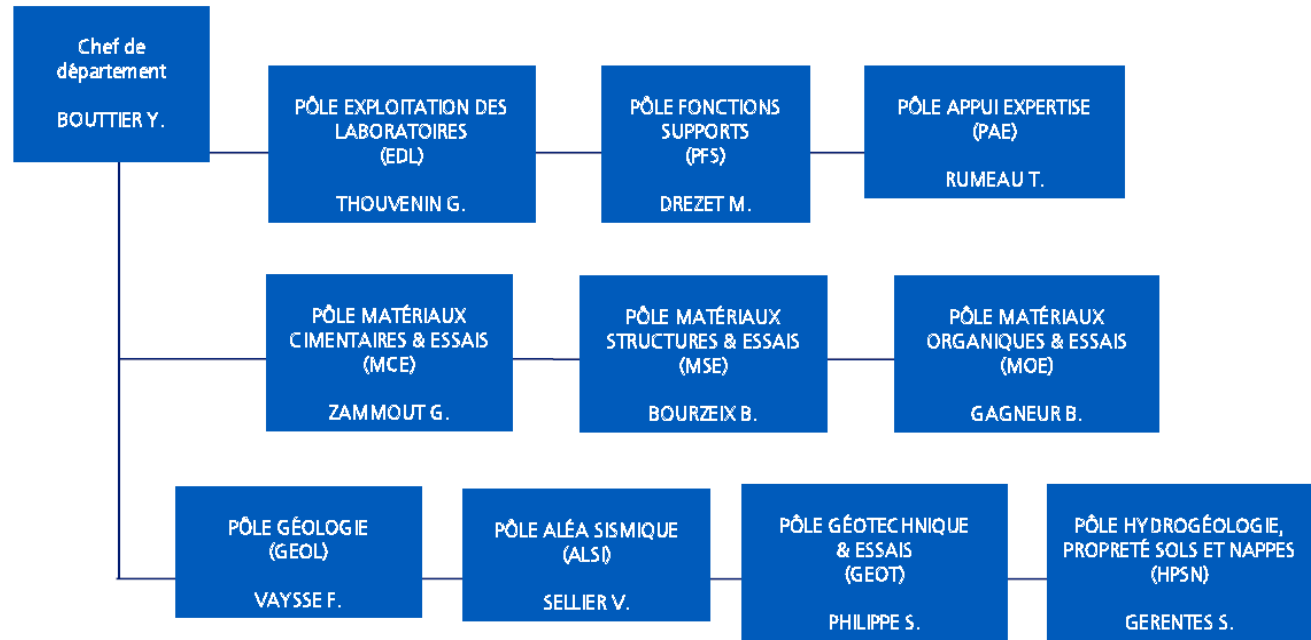 Chef de
département
BOUTTIER Y.
PÔLE EXPLOITATION DES
LABORATOIRES
(EDL)
THOUVENIN G.
PÔLE FONCTIONS
SUPPORTS
(PFS)
DREZET M.
PÔLE APPUI EXPERTISE
(PAE)
RUMEAU T.
PÔLE MATÉRIAUX
CIMENTAIRES & ESSAIS
(MCE)
ZAMMOUT G.
PÔLE MATÉRIAUX
STRUCTURES & ESSAIS
(MSE)
BOURZEIX B.
PÔLE MATÉRIAUX
ORGANIQUES & ESSAIS
(MOE)
GAGNEUR B.
PÔLE GÉOLOGIE
(GEOL)
VAYSSE F.
PÔLE ALÉA SISMIQUE
(ALSI)
SELLIER V.
PÔLE GÉOTECHNIQUE
& ESSAIS
(GEOT)
PHILIPPE S.
PÔLE HYDROGÉOLOGIE,
PROPRETÉ SOLS ET NAPPES
(HPSN)
GERENTES S.